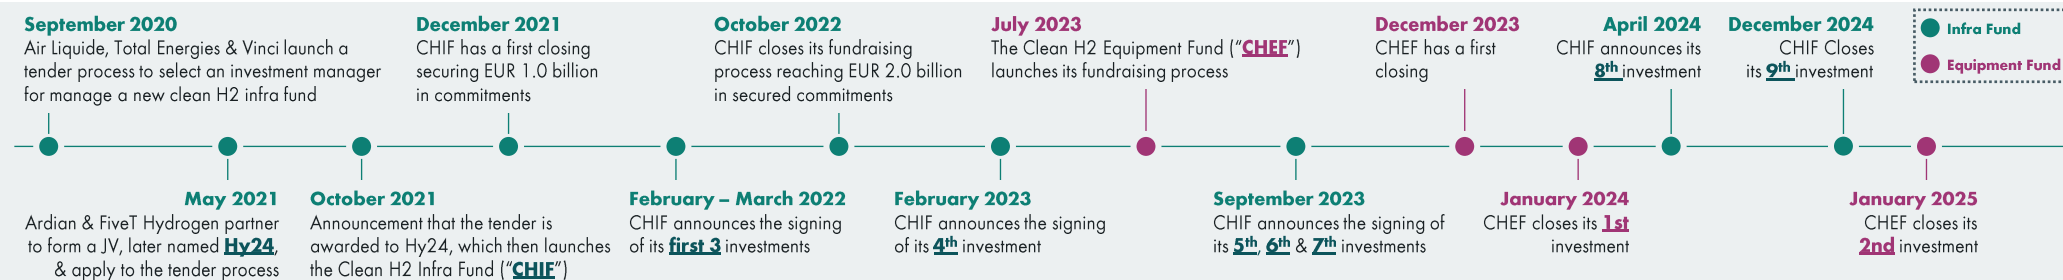 September 2020
Air Liquide, Total Energies & Vinci launch a
tender process to select an investment manager
for manage a new clean H2 infra fund
December 2021
CHIF has a first closing
securing EUR 1.0 billion
in commitments
October 2022
CHIF closes its fundraising
process reaching EUR 2.0 billion
in secured commitments
July 2023
The Clean H2 Equipment Fund (“CHEF”)
launches its fundraising process
December 2023
CHEF has a first
closing
April 2024
CHIF announces its
8th investment
December 2024
CHIF Closes
its 9th investment
Infra Fund
Equipment Fund
May 2021
Ardian & FiveT Hydrogen partner
to form a JV, later named Hy24,
& apply to the tender process
October 2021
Announcement that the tender is
awarded to Hy24, which then launches
the Clean H2 Infra Fund (“CHIF”)
February – March 2022
CHIF announces the signing
of its first 3 investments
February 2023
CHIF announces the signing
of its 4th investment
September 2023
CHIF announces the signing of
its 5th, 6th & 7th investments
January 2024
CHEF closes its 1st
investment
January 2025
CHEF closes its
2nd investment